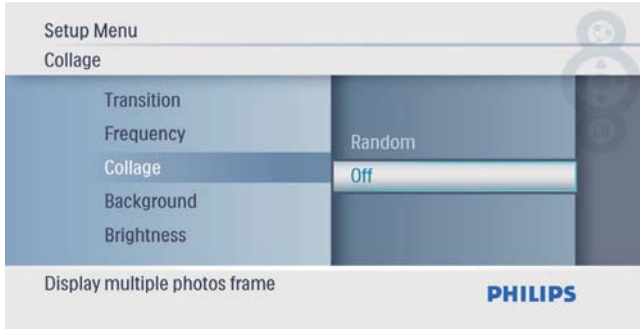 Setup Menu
Collage
Transition
Frequency
Collage
Background
Brightness
Random
Off
Display multiple photos frame
PHILIPS